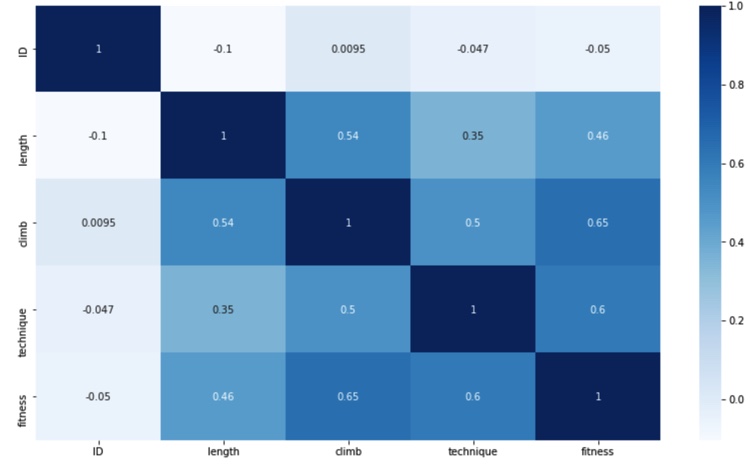 ID 1 -0.1 0.0095 -0.047 -0.05
length -0.1 1 0.54 0.35 0.46
climb 0.0095 0.54 1 0.5 0.65
technique -0.047 0.35 0.5 1 0.6
fitness -0.05 0.46 0.65 0.6 1
ID length climb technique fitness
1.0
0.8
0.6
0.4
0.2
0.0